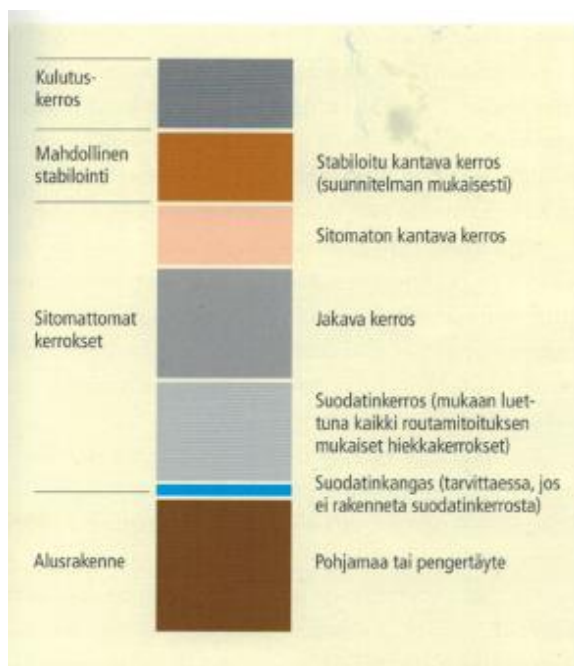 Kulutus-
kerros
Mahdollinen
stabilointi
Stabiloitu kantava kerros
(suunnitelman mukaisesti)
Sitomaton kantava kerros
Sitomattomat
kerrokset
Jakava kerros
Suodatinkerros (mukaan luet-
tuna kaikki routamitoituksen
mukaiset hiekkakerrokset)
Suodatinkangas (tarvittaessa, jos
ei rakenneta suodatinkerrosta)
Alusrakenne
Pohjamaa tai pengertäyte